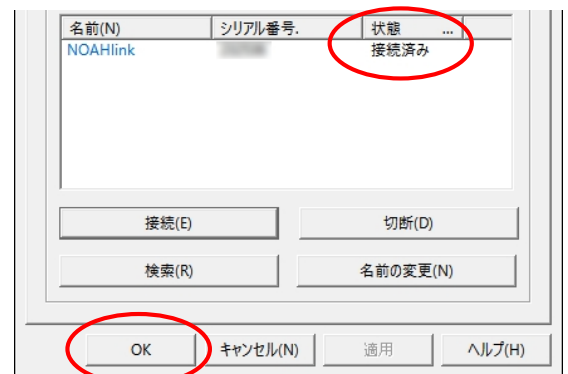 名前(N) シリアル番号. 状態 ...
NOAHlink 接続済み
接続(E) 切断(D)
検索(R) 名前の変更(N)
OK キャンセル(N) 適用 ヘルプ(H)